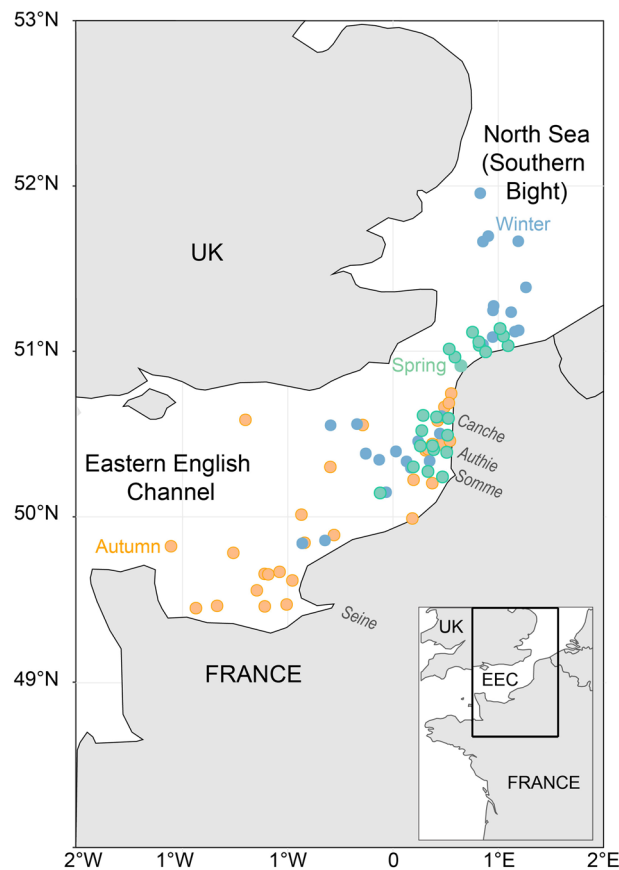 53°N
52°N
51°N
50°N
49°N
North Sea
(Southern
Bight)
Winter
UK
Spring
Canche
Authie
Somme
Eastern English
Channel
Autumn
Seine
FRANCE
UK
EEC
FRANCE
2°W
1°W
1°W
0
1°E
2°E